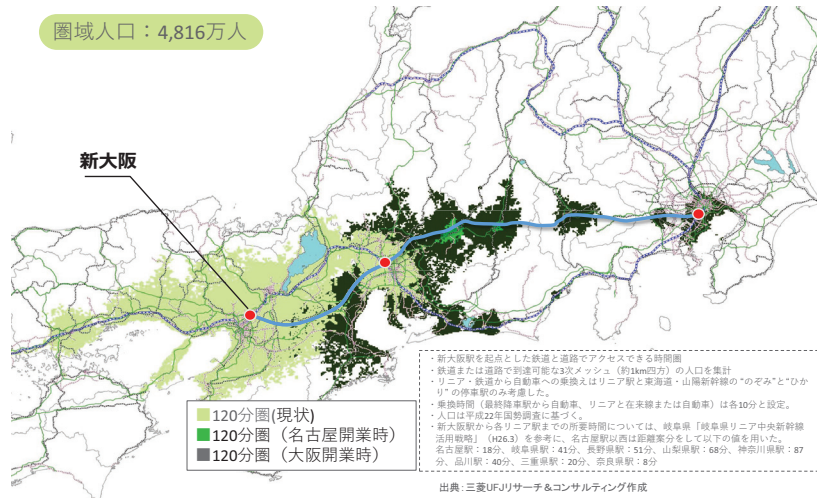 圏域人口：4,816万人
新大阪
120分圏(現状)
120分圏（名古屋開業時）
120分圏（大阪開業時）
・新大阪駅を起点とした鉄道と道路でアクセスできる時間圏
・鉄道または道路で到達可能な3次メッシュ（約1km四方）の人口を集計
・リニア・鉄道から自動車への乗換えはリニア駅と東海道・山陽新幹線の“のぞみ”と“ひか
り”の停車駅のみ考慮した。
・乗換時間（最終降車駅から自動車、リニアと在来線または自動車）は各10分と設定。
・人口は平成22年国勢調査に基づく。
・新大阪駅から各リニア駅までの所要時間については、岐阜県「岐阜県リニア中央新幹線
活用戦略」（H26.3）を参考に、名古屋駅以西は距離案分をして以下の値を用いた。
名古屋駅：18分、岐阜県駅：41分、長野県駅：51分、山梨県駅：68分、神奈川県駅：87
分、品川駅：40分、三重県駅：20分、奈良県駅：8分
出典：三菱UFJリサーチ＆コンサルティング作成